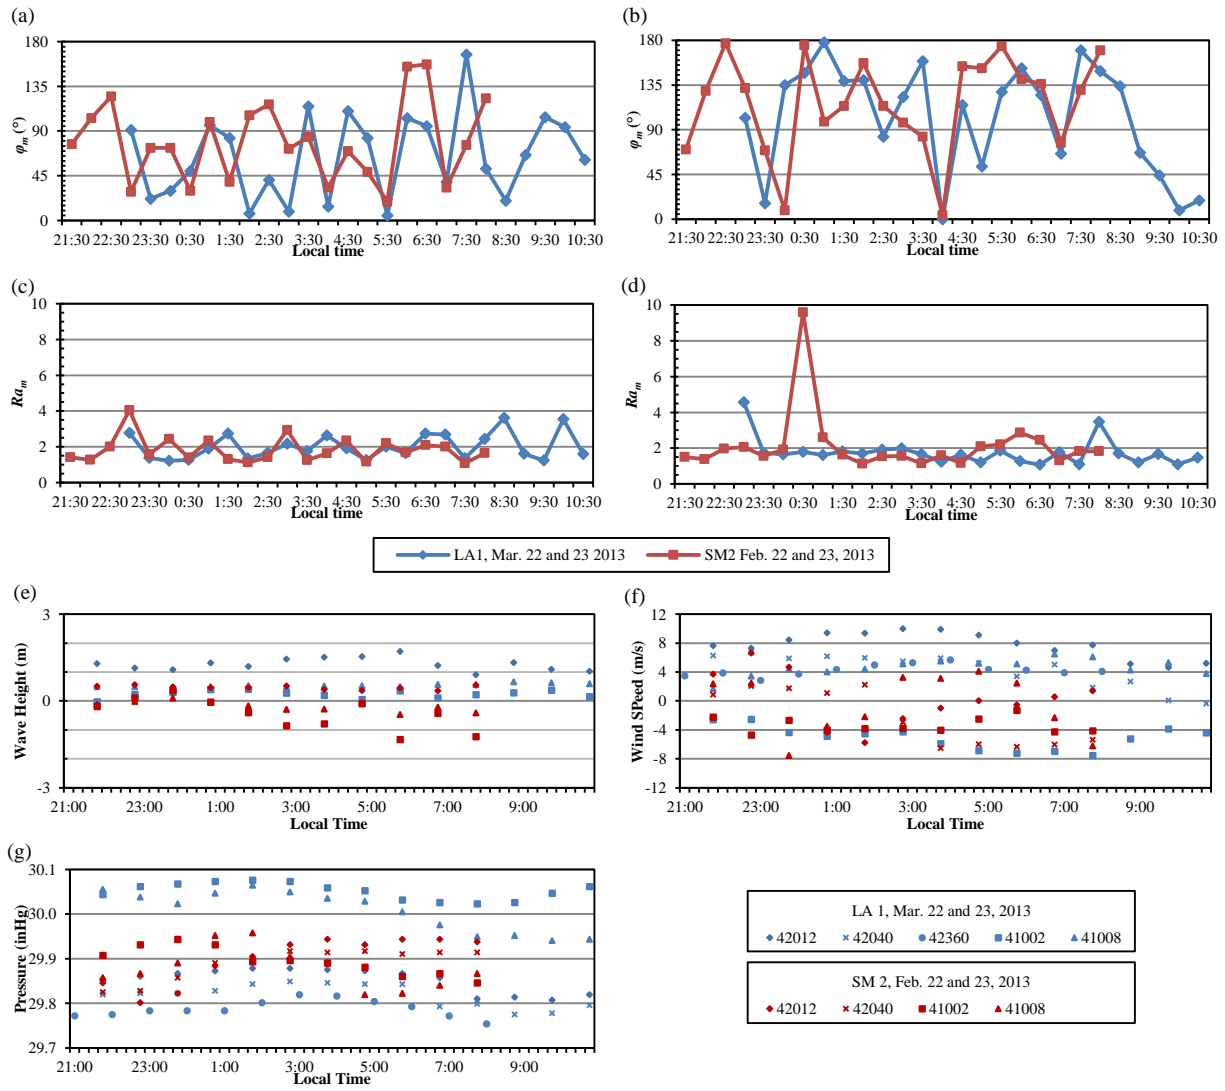 (a)
180
135
90
45
0
φm (°)
21:30 22:30 23:30 0:30 1:30 2:30 3:30 4:30 5:30 6:30 7:30 8:30 9:30 10:30
Local time
(b)
180
135
90
45
0
φm (°)
21:30 22:30 23:30 0:30 1:30 2:30 3:30 4:30 5:30 6:30 7:30 8:30 9:30 10:30
Local time
(c)
10
8
6
4
2
0
Ram
21:30 22:30 23:30 0:30 1:30 2:30 3:30 4:30 5:30 6:30 7:30 8:30 9:30 10:30
Local time
(d)
10
8
6
4
2
0
Ram
21:30 22:30 23:30 0:30 1:30 2:30 3:30 4:30 5:30 6:30 7:30 8:30 9:30 10:30
Local time
LA1, Mar. 22 and 23 2013 SM2 Feb. 22 and 23, 2013
(e)
3
0
-3
Wave Height (m)
21:00 23:00 1:00 3:00 5:00 7:00 9:00
Local Time
(f)
12
8
4
0
-4
-8
-12
Wind SPeed (m/s)
21:00 23:00 1:00 3:00 5:00 7:00 9:00
Local Time
(g)
30.1
30.0
29.9
29.8
29.7
Pressure (inHg)
21:00 23:00 1:00 3:00 5:00 7:00 9:00
Local Time
LA 1, Mar. 22 and 23, 2013
42012 42040 42360 41002 41008
SM 2, Feb. 22 and 23, 2013
42012 42040 41002 41008